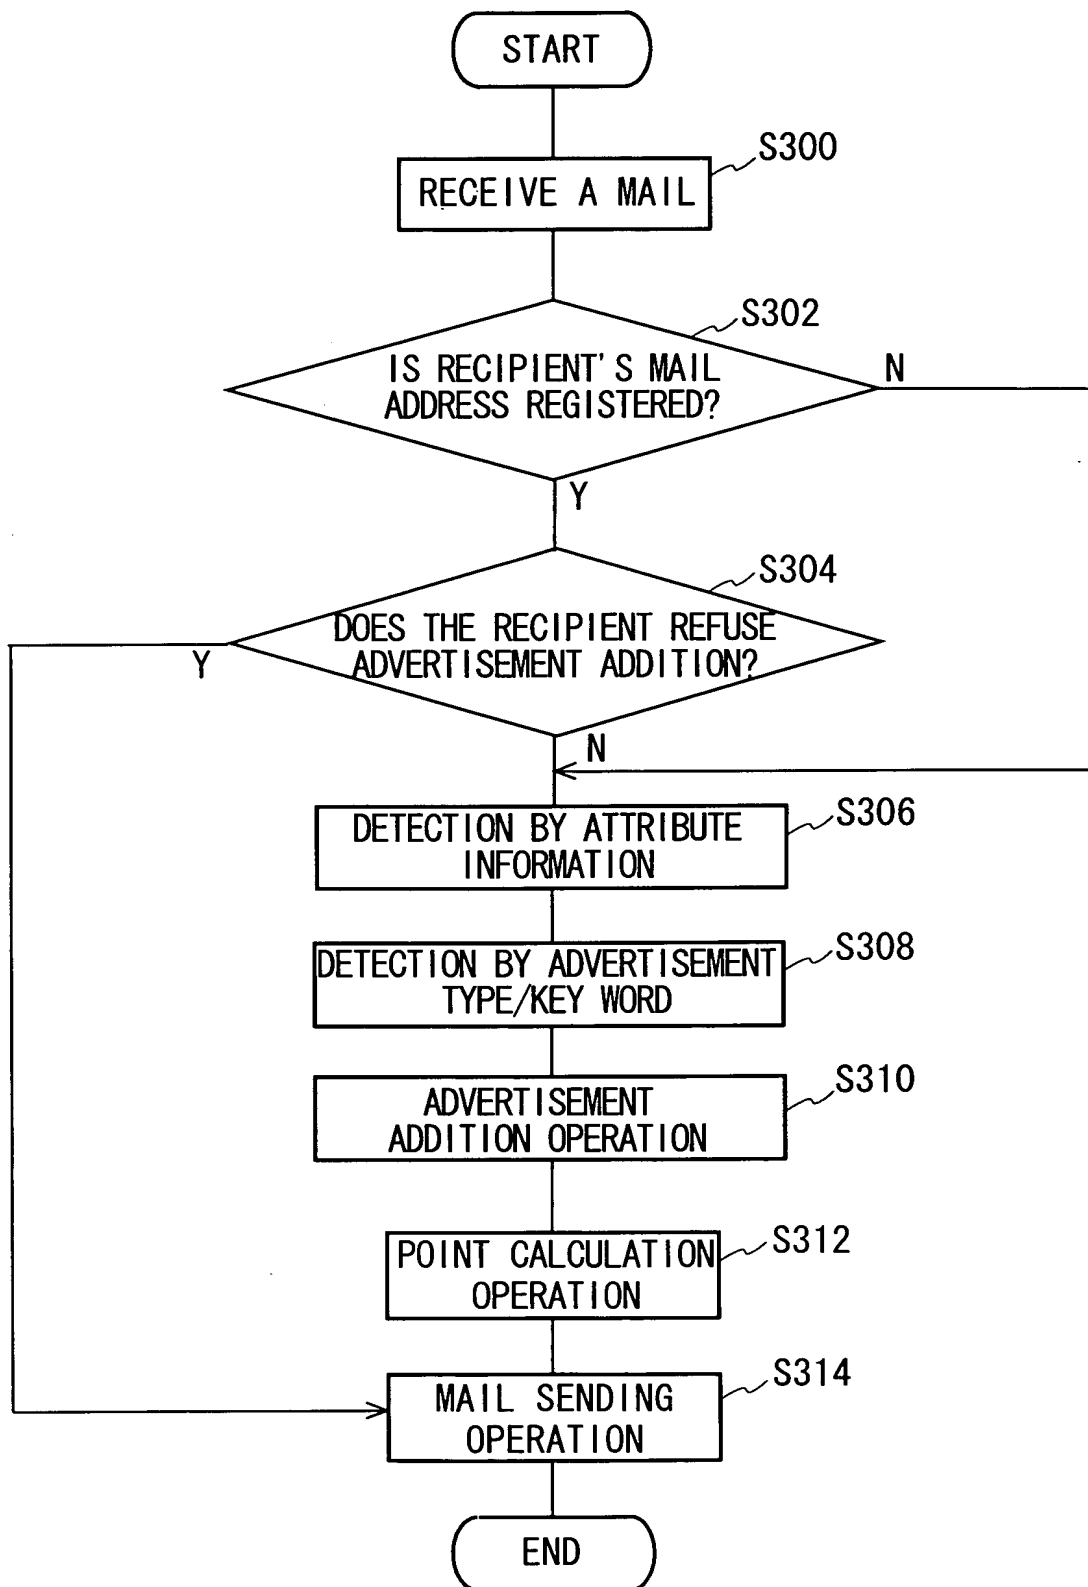 START
S300
RECEIVE A MAIL
S302
IS RECIPIENT'S MAIL
ADDRESS REGISTERED?
N
Y
S304
DOES THE RECIPIENT REFUSE
ADVERTISEMENT ADDITION?
Y
N
S306
DETECTION BY ATTRIBUTE
INFORMATION
S308
DETECTION BY ADVERTISEMENT
TYPE/KEY WORD
S310
ADVERTISEMENT
ADDITION OPERATION
S312
POINT CALCULATION
OPERATION
S314
MAIL SENDING
OPERATION
END